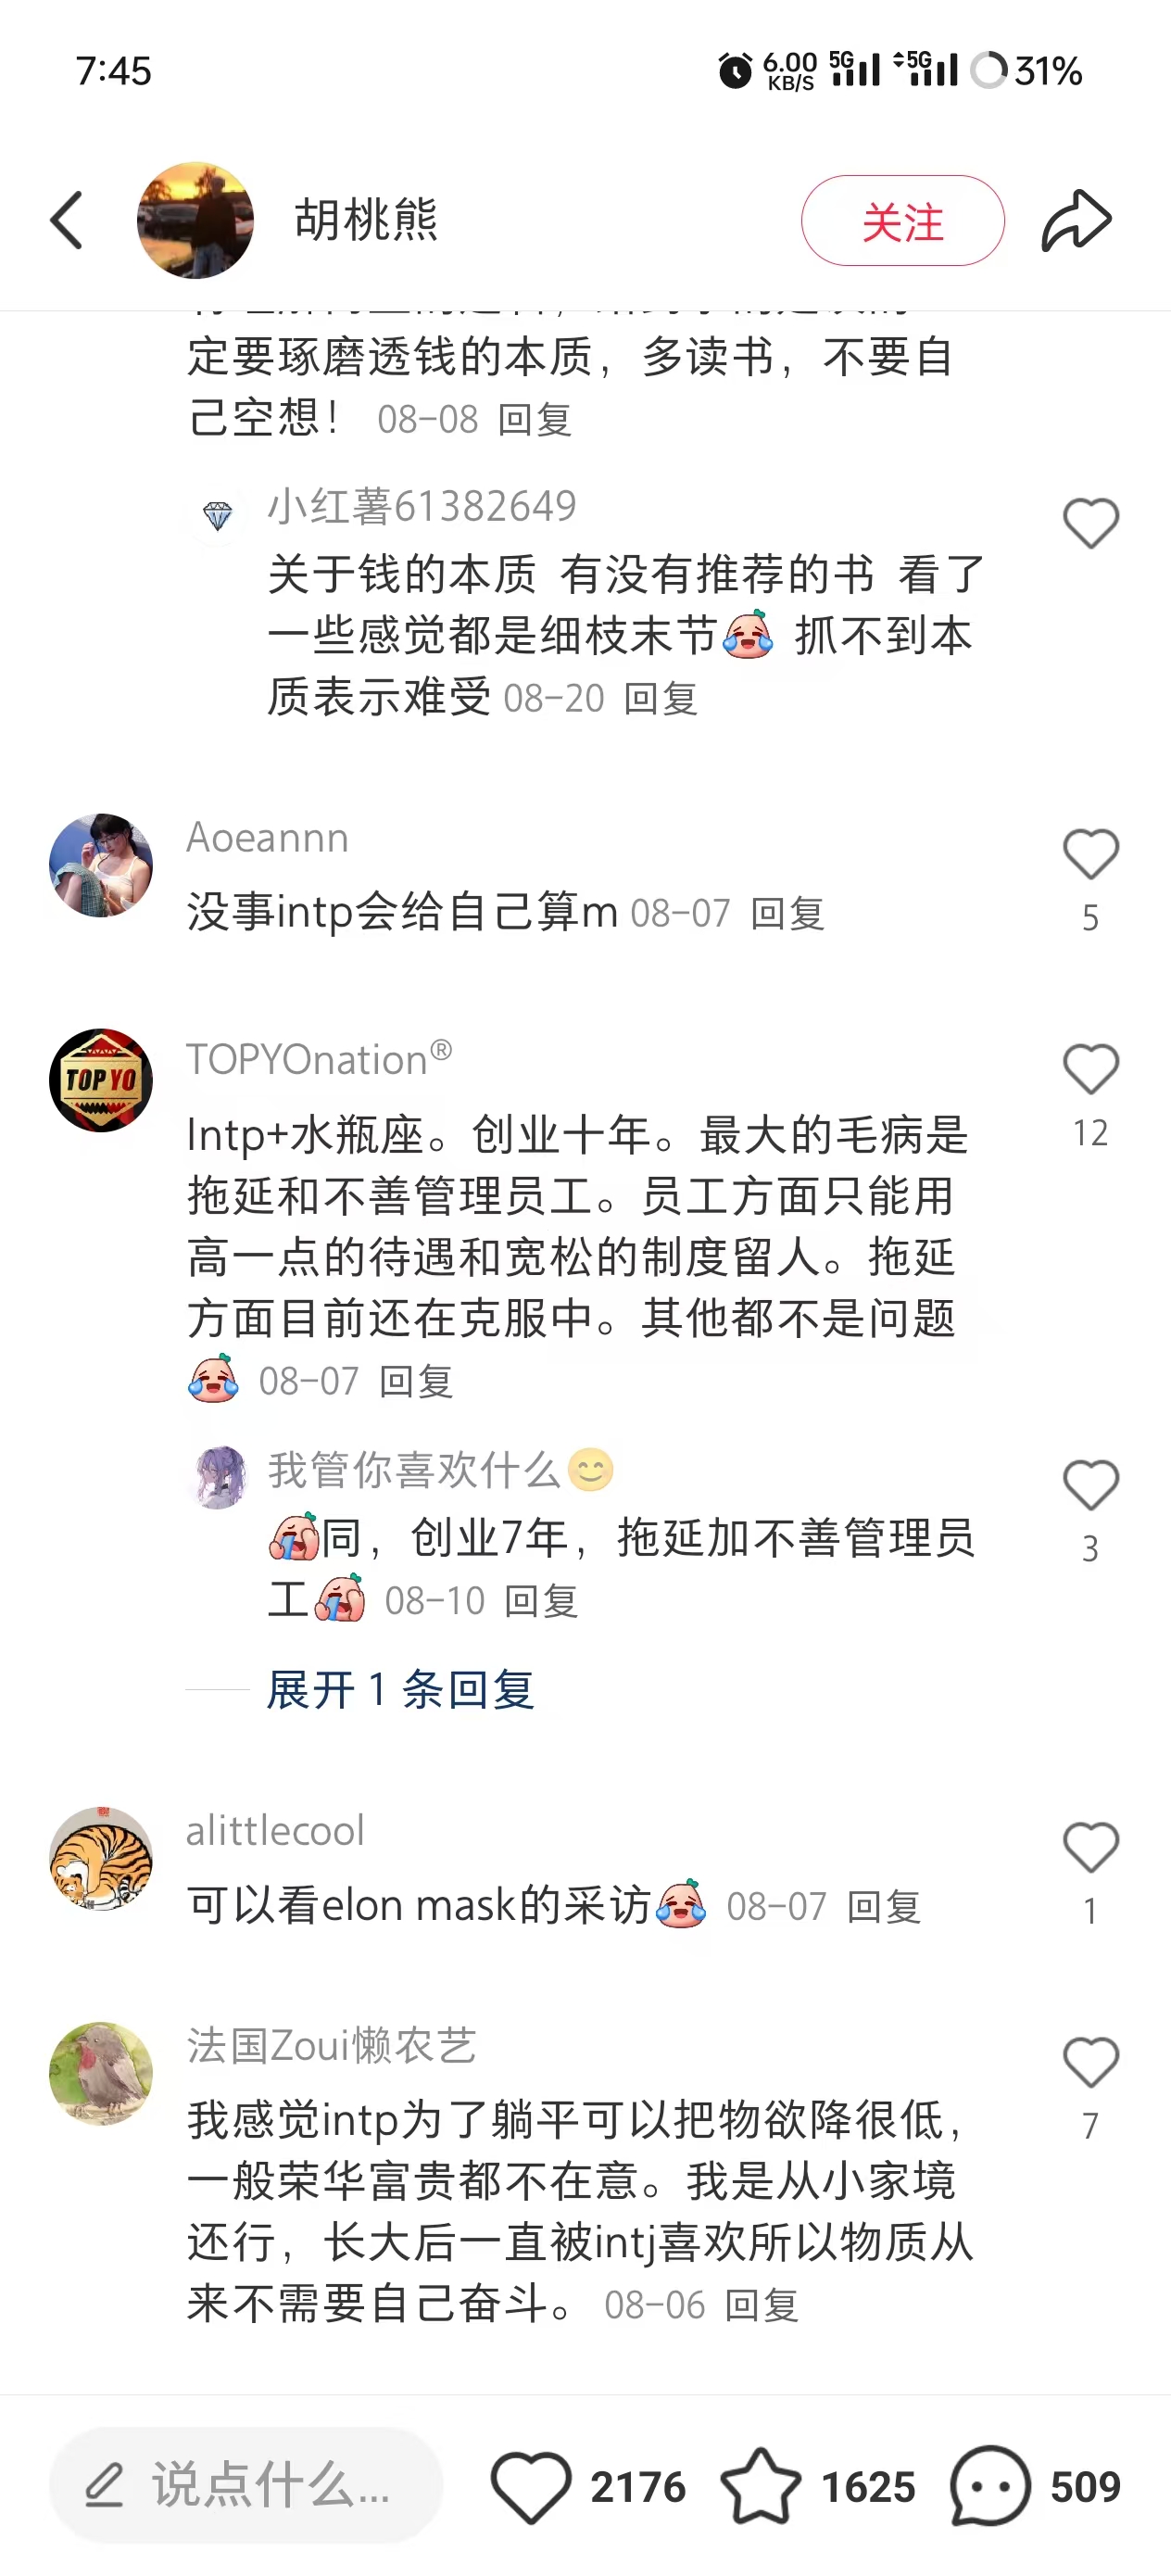 7:45
6.00 KB/S 5G 5G 31%
胡桃熊
关注
定要琢磨透钱的本质，多读书，不要自
己空想！ 08-08 回复
小红薯61382649
关于钱的本质 有没有推荐的书 看了
一些感觉都是细枝末节 抓不到本
质表示难受 08-20 回复
Aoeannn
没事intp会给自己算m 08-07 回复
5
TOP YO
TOPYOnation®
Intp+水瓶座。创业十年。最大的毛病是
拖延和不善管理员工。员工方面只能用
高一点的待遇和宽松的制度留人。拖延
方面目前还在克服中。其他都不是问题
😂 08-07 回复
12
我管你喜欢什么😊
同，创业7年，拖延加不善管理员
工 08-10 回复
3
展开 1 条回复
alittlecool
可以看elon mask的采访 08-07 回复
1
法国Zoui懒农艺
我感觉intp为了躺平可以把物欲降很低，
一般荣华富贵都不在意。我是从小家境
还行，长大后一直被intj喜欢所以物质从
来不需要自己奋斗。 08-06 回复
7
说点什么...
2176
1625
509